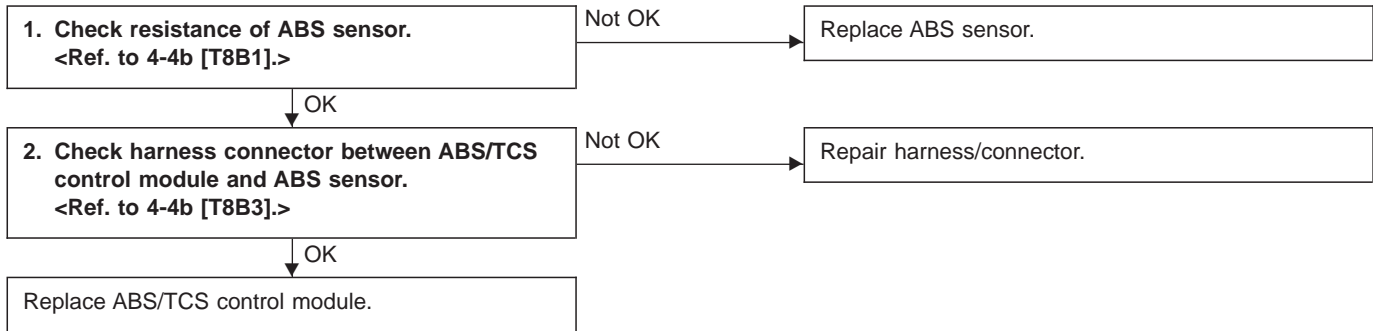 1. Check resistance of ABS sensor.
<Ref. to 4-4b [T8B1].>
Not OK
Replace ABS sensor.
OK
2. Check harness connector between ABS/TCS
control module and ABS sensor.
<Ref. to 4-4b [T8B3].>
Not OK
Repair harness/connector.
OK
Replace ABS/TCS control module.